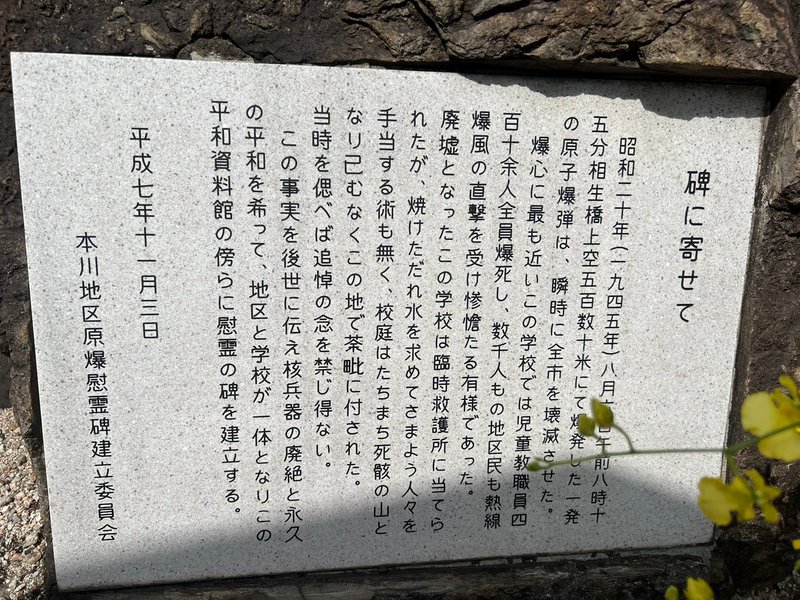 碑に寄せて
昭和二十年(一九四五年)八月六日午前八時十
五分相生橋上空五百数十米にて爆発した一発
の原子爆弾は、瞬時に全市を壊滅させた。
爆心に最も近いこの学校では児童教職員四
百十余人全員爆死し、数千人もの地区民も熱線
爆風の直撃を受け惨憺たる有様であった。
廃墟となったこの学校は臨時救護所に当てら
れたが、焼けただれ水を求めてさまよう人々を
手当する術も無く、校庭はたちまち死骸の山と
なり己むなくこの地で荼毗に付された。
当時を偲べば追悼の念を禁じ得ない。
この事実を後世に伝え核兵器の廃絶と永久
の平和を希って、地区と学校が一体となりこの
平和資料館の傍らに慰霊の碑を建立する。
平成七年十一月三日
本川地区原爆慰霊碑建立委員会